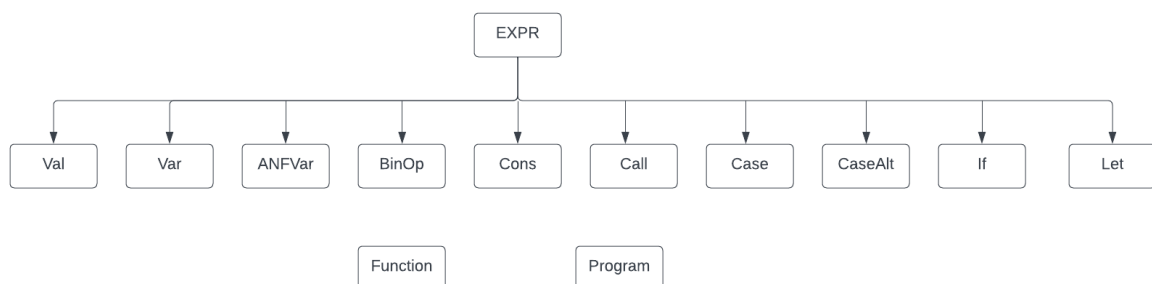 EXPR
Val Var ANFVar BinOp Cons Call Case CaseAlt If Let
Function Program